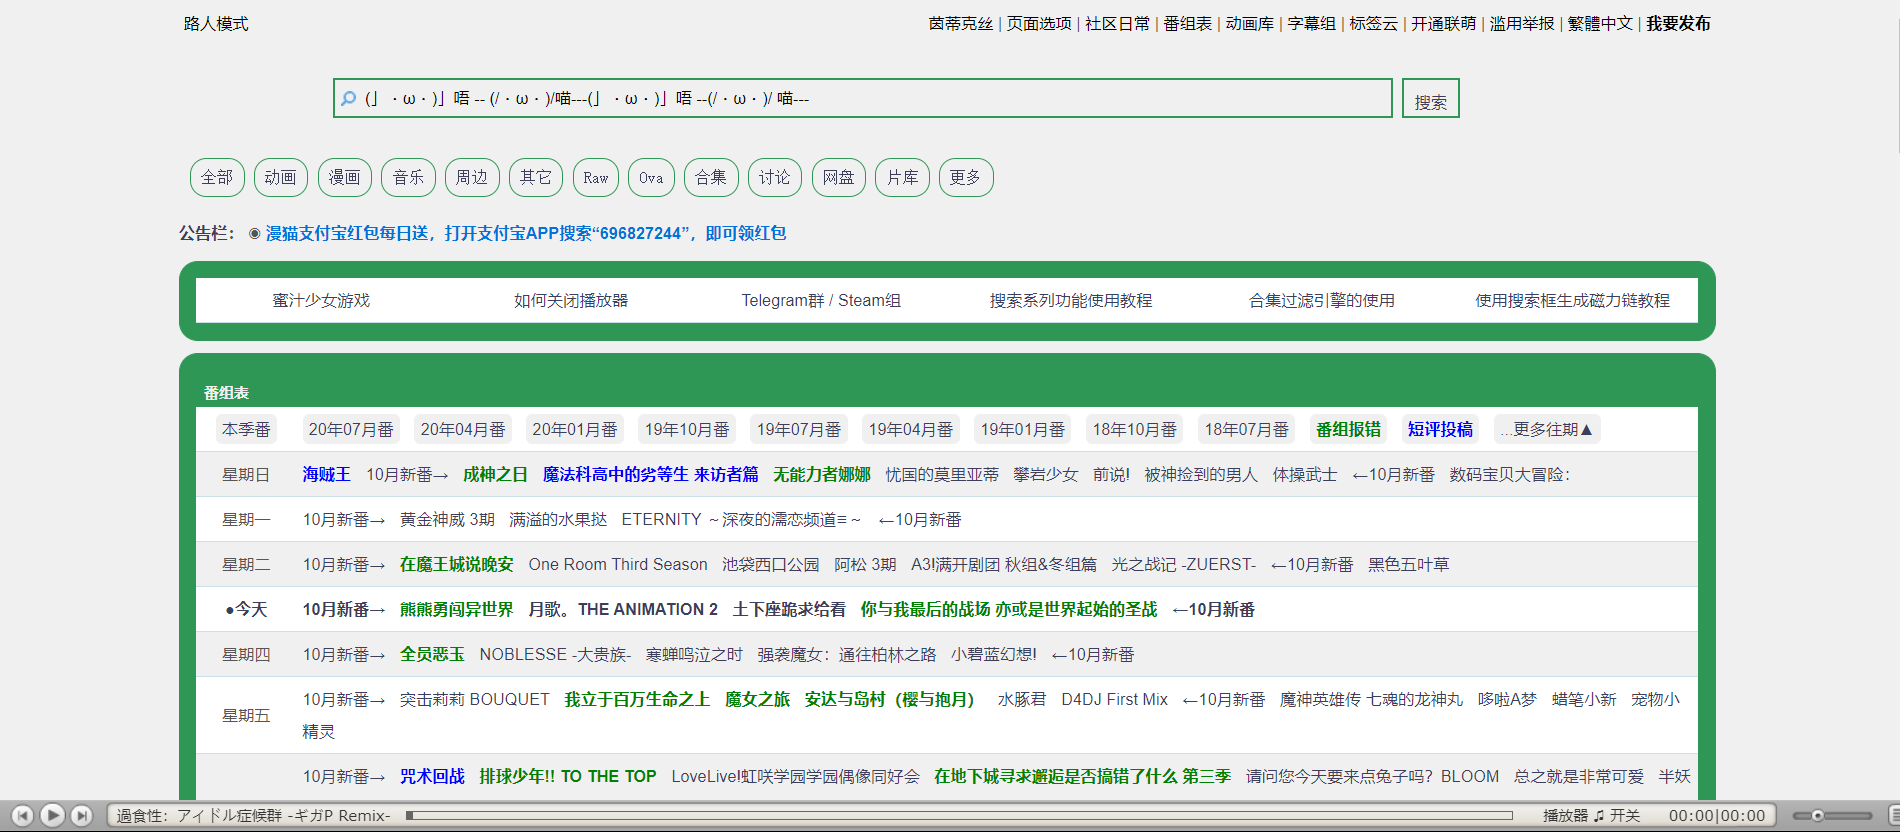 路人模式
茵蒂克丝 | 页面选项 | 社区日常 | 番组表 | 动画库 | 字幕组 | 标签云 | 开通联萌 | 滥用举报 | 繁體中文 | 我要发布
(」・ω・)」唔 -- (/・ω・)/喵---(」・ω・)」唔 --(/・ω・)/ 喵---
搜索
全部 动画 漫画 音乐 周边 其它 Raw Ova 合集 讨论 网盘 片库 更多
公告栏： ◉ 漫猫支付宝红包每日送，打开支付宝APP搜索“696827244”，即可领红包
蜜汁少女游戏 如何关闭播放器 Telegram群 / Steam组 搜索系列功能使用教程 合集过滤引擎的使用 使用搜索框生成磁力链教程
番组表
本季番 20年07月番 20年04月番 20年01月番 19年10月番 19年07月番 19年04月番 19年01月番 18年10月番 18年07月番 番组报错 短评投稿 ...更多往期▲
星期日 海贼王 10月新番→ 成神之日 魔法科高中的劣等生 来访者篇 无能力者娜娜 忧国的莫里亚蒂 攀岩少女 前说! 被神捡到的男人 体操武士 ←10月新番 数码宝贝大冒险：
星期一 10月新番→ 黄金神威 3期 满溢的水果挞 ETERNITY ～深夜的濡恋频道≡～ ←10月新番
星期二 10月新番→ 在魔王城说晚安 One Room Third Season 池袋西口公园 阿松 3期 A3!满开剧团 秋组&冬组篇 光之战记 -ZUERST- ←10月新番 黑色五叶草
●今天 10月新番→ 熊熊勇闯异世界 月歌。THE ANIMATION 2 土下座跪求给看 你与我最后的战场 亦或是世界起始的圣战 ←10月新番
星期四 10月新番→ 全员恶玉 NOBLESSE -大贵族- 寒蝉鸣泣之时 强袭魔女：通往柏林之路 小碧蓝幻想! ←10月新番
星期五 10月新番→ 突击莉莉 BOUQUET 我立于百万生命之上 魔女之旅 安达与岛村（樱与抱月） 水豚君 D4DJ First Mix ←10月新番 魔神英雄传 七魂的龙神丸 哆啦A梦 蜡笔小新 宠物小
精灵
10月新番→ 咒术回战 排球少年!! TO THE TOP LoveLive!虹咲学园学园偶像同好会 在地下城寻求邂逅是否搞错了什么 第三季 请问您今天要来点兔子吗？BLOOM 总之就是非常可爱 半妖
過食性：アイドル症候群 -ギガP Remix- 播放器 ♫ 开关 00:00|00:00